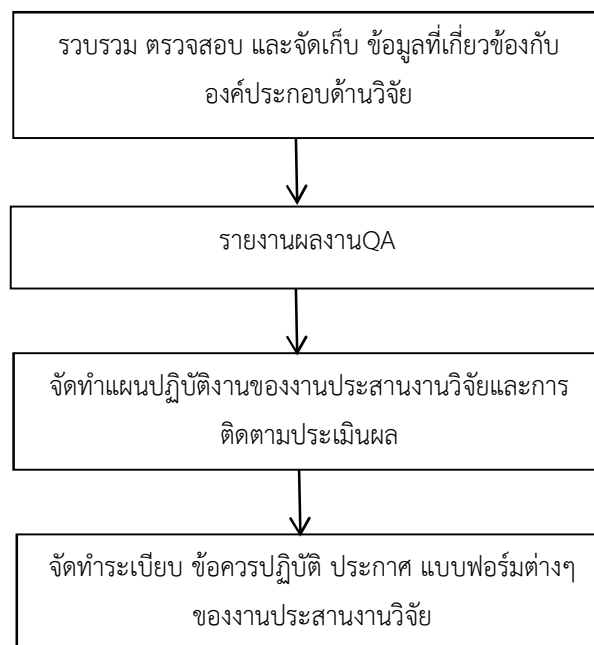 รวบรวม ตรวจสอบ และจัดเก็บ ข้อมูลที่เกี่ยวข้องกับ
องค์ประกอบด้านวิจัย
รายงานผลงานQA
จัดทำแผนปฏิบัติงานของงานประสานงานวิจัยและการ
ติดตามประเมินผล
จัดทำระเบียบ ข้อควรปฏิบัติ ประกาศ แบบฟอร์มต่างๆ
ของงานประสานงานวิจัย